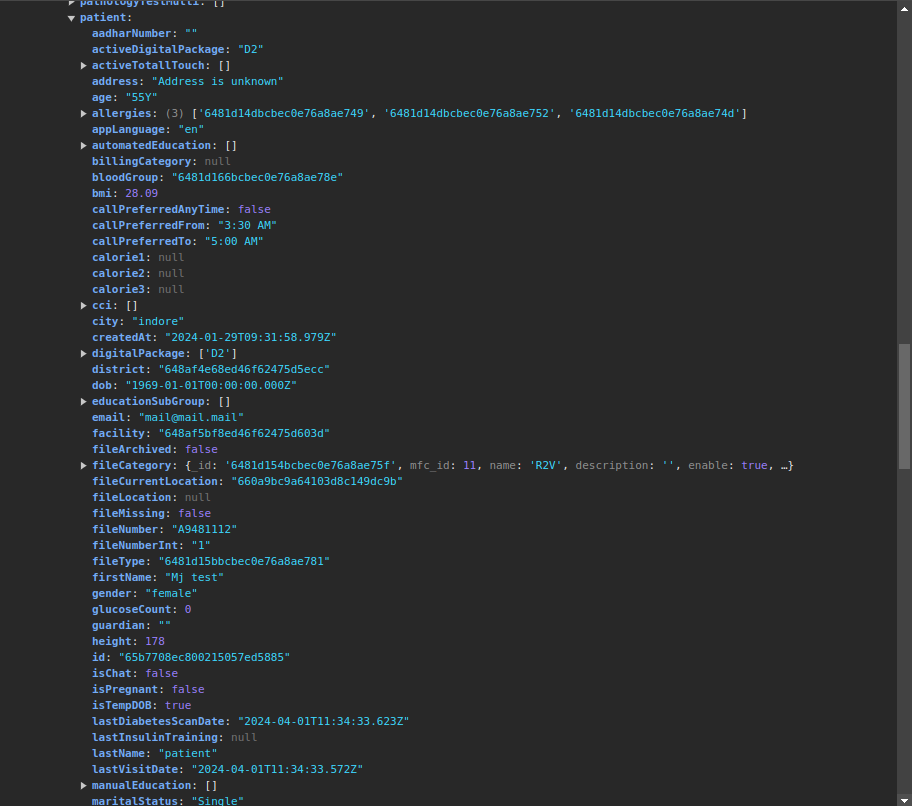 pathologyTestMulti: []
patient:
aadharNumber: ""
activeDigitalPackage: "D2"
activeTotallTouch: []
address: "Address is unknown"
age: "55Y"
allergies: (3) ['6481d14dbcbec0e76a8ae749', '6481d14dbcbec0e76a8ae752', '6481d14dbcbec0e76a8ae74d']
appLanguage: "en"
automatedEducation: []
billingCategory: null
bloodGroup: "6481d166bcbec0e76a8ae78e"
bmi: 28.09
callPreferredAnyTime: false
callPreferredFrom: "3:30 AM"
callPreferredTo: "5:00 AM"
calorie1: null
calorie2: null
calorie3: null
cci: []
city: "indore"
createdAt: "2024-01-29T09:31:58.979Z"
digitalPackage: ['D2']
district: "648af4e68ed46f62475d5ecc"
dob: "1969-01-01T00:00:00.000Z"
educationSubGroup: []
email: "mail@mail.mail"
facility: "648af5bf8ed46f62475d603d"
fileArchived: false
fileCategory: {_id: '6481d154bcbec0e76a8ae75f', mfc_id: 11, name: 'R2V', description: '', enable: true, …}
fileCurrentLocation: "660a9bc9a64103d8c149dc9b"
fileLocation: null
fileMissing: false
fileNumber: "A9481112"
fileNumberInt: "1"
fileType: "6481d15bbcbec0e76a8ae781"
firstName: "Mj test"
gender: "female"
glucoseCount: 0
guardian: ""
height: 178
id: "65b7708ec800215057ed5885"
isChat: false
isPregnant: false
isTempDOB: true
lastDiabetesScanDate: "2024-04-01T11:34:33.623Z"
lastInsulinTraining: null
lastName: "patient"
lastVisitDate: "2024-04-01T11:34:33.572Z"
manualEducation: []
maritalStatus: "Single"